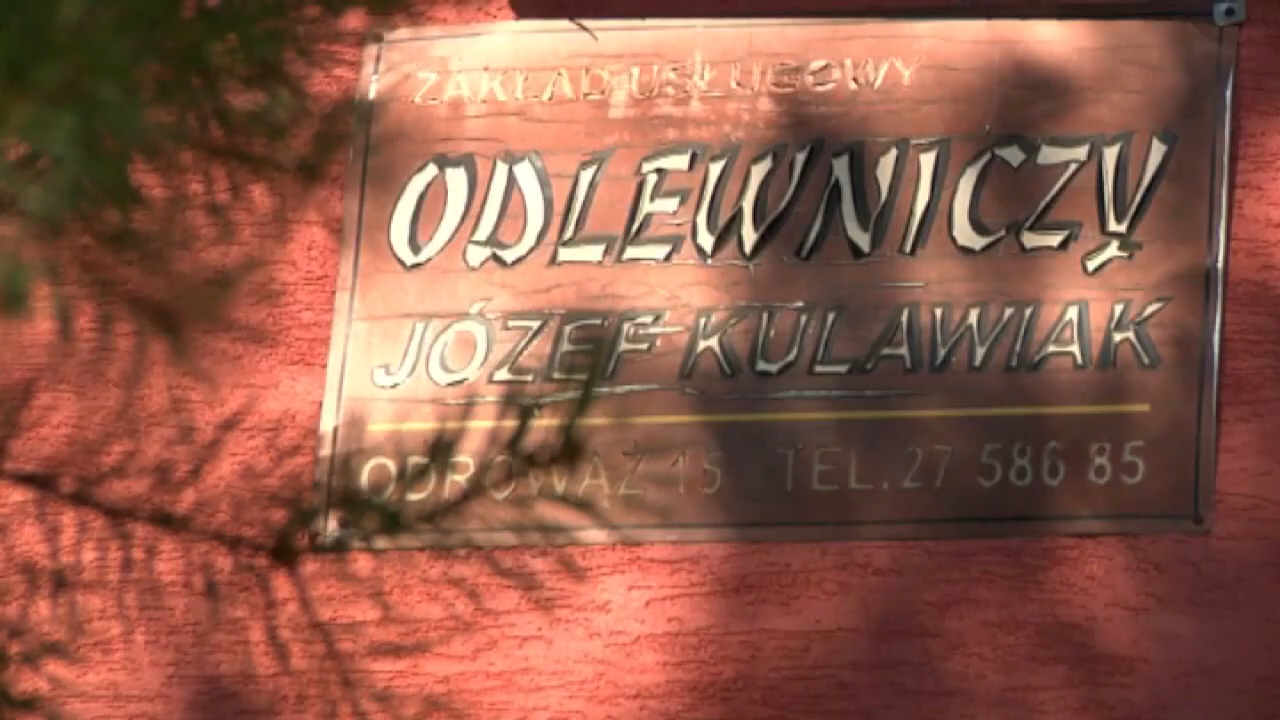 ZAKŁAD USŁUGOWY
ODLEWNICZY
JÓZEF KULAWIAK
ODROWĄŻ 15 TEL. 27 586 85